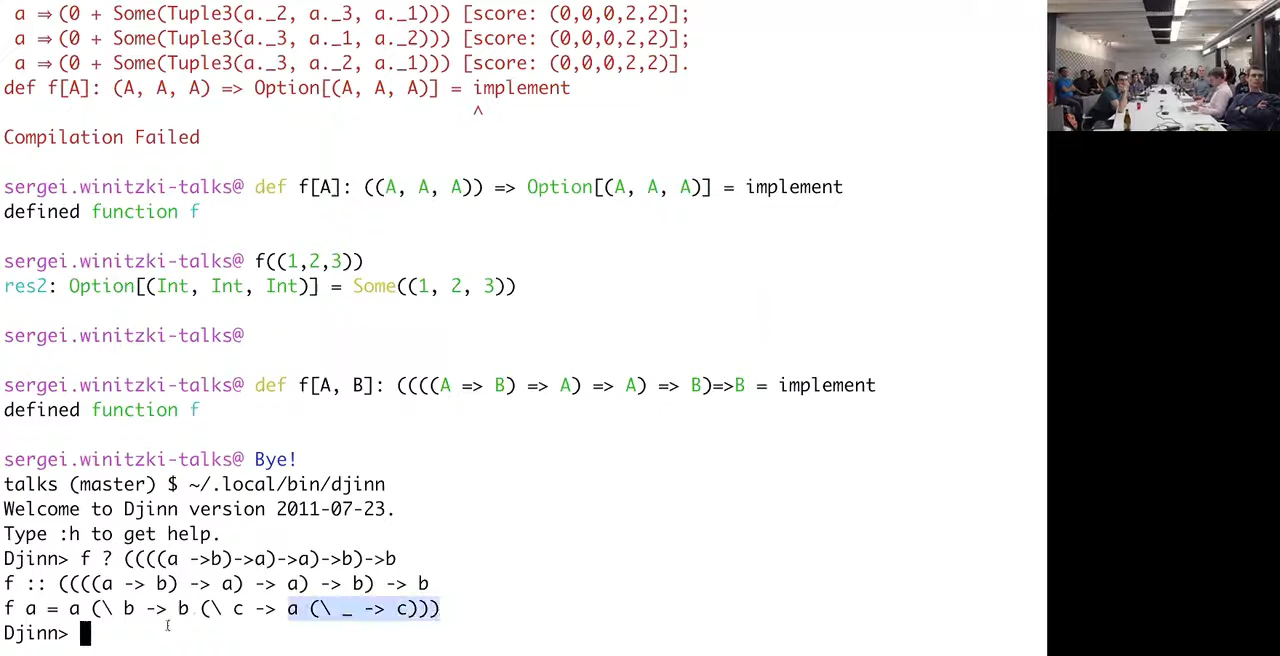 a ⇒ (0 + Some(Tuple3(a._2, a._3, a._1))) [score: (0,0,0,2,2)];
a ⇒ (0 + Some(Tuple3(a._3, a._1, a._2))) [score: (0,0,0,2,2)];
a ⇒ (0 + Some(Tuple3(a._3, a._2, a._1))) [score: (0,0,0,2,2)].
def f[A]: (A, A, A) => Option[(A, A, A)] = implement
^
Compilation Failed
sergei.winitzki-talks@ def f[A]: ((A, A, A)) => Option[(A, A, A)] = implement
defined function f
sergei.winitzki-talks@ f((1,2,3))
res2: Option[(Int, Int, Int)] = Some((1, 2, 3))
sergei.winitzki-talks@
sergei.winitzki-talks@ def f[A, B]: ((((A => B) => A) => A) => B)=>B = implement
defined function f
sergei.winitzki-talks@ Bye!
talks (master) $ ~/.local/bin/djinn
Welcome to Djinn version 2011-07-23.
Type :h to get help.
Djinn> f ? ((((a ->b)->a)->a)->b)->b
f :: ((((a -> b) -> a) -> a) -> b) -> b
f a = a (\ b -> b (\ c -> a (\ _ -> c)))
Djinn>